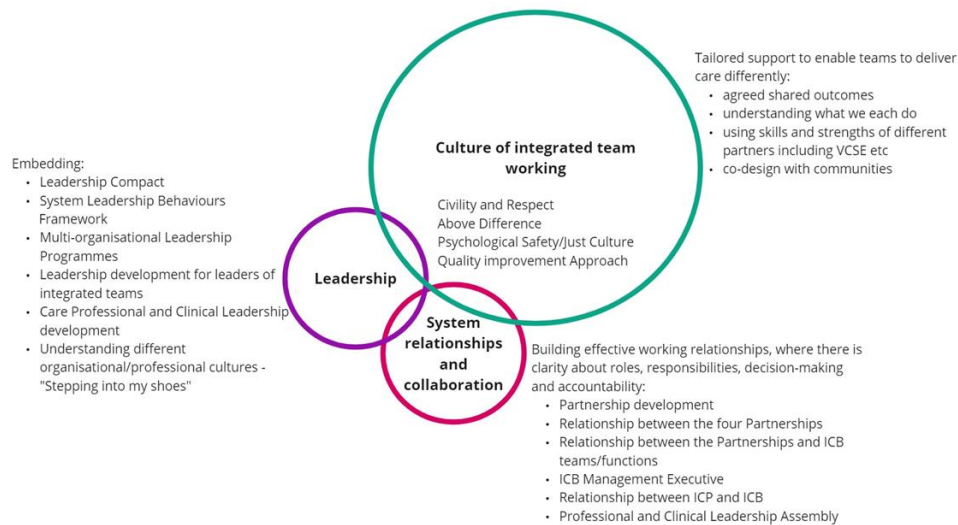 Tailored support to enable teams to deliver
care differently:
• agreed shared outcomes
• understanding what we each do
• using skills and strengths of different
partners including VCSE etc
• co-design with communities
Culture of integrated team
working
Civility and Respect
Above Difference
Psychological Safety/Just Culture
Quality improvement Approach
Embedding:
• Leadership Compact
• System Leadership Behaviours
Framework
• Multi-organisational Leadership
Programmes
• Leadership development for leaders of
integrated teams
• Care Professional and Clinical Leadership
development
• Understanding different
organisational/professional cultures -
"Stepping into my shoes"
Leadership
System
relationships
and
collaboration
Building effective working relationships, where there is
clarity about roles, responsibilities, decision-making
and accountability:
• Partnership development
• Relationship between the four Partnerships
• Relationship between the Partnerships and ICB
teams/functions
• ICB Management Executive
• Relationship between ICP and ICB
• Professional and Clinical Leadership Assembly